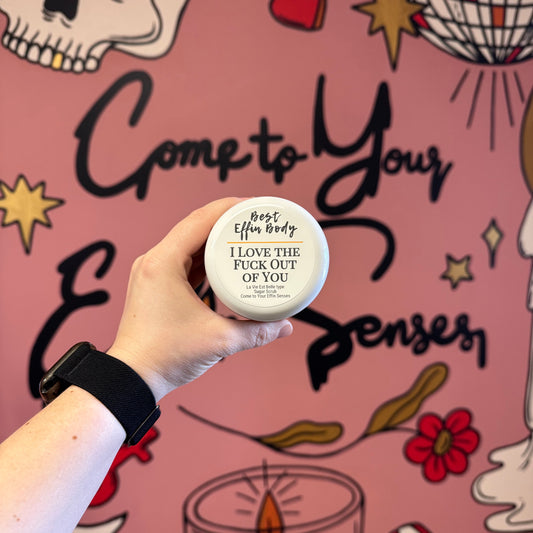 Come to Your
E Senses
Best
Effin Body
I Love the
Fuck Out
of You
La Vie Est Belle type
Sugar Scrub
Come to Your Effin Senses